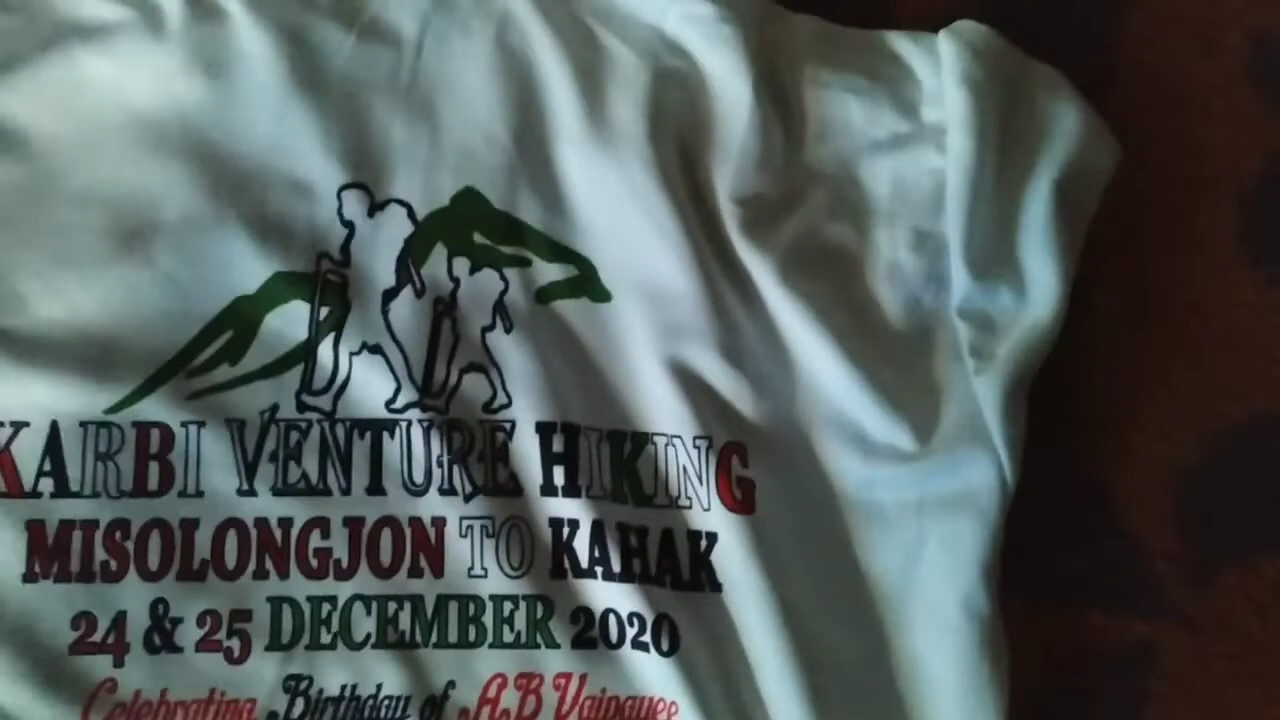 KARBI VENTURE HIKING
MISOLONGJON TO KAHAK
24 & 25 DECEMBER 2020
Celebrating Birthday of A.B Vajpayee